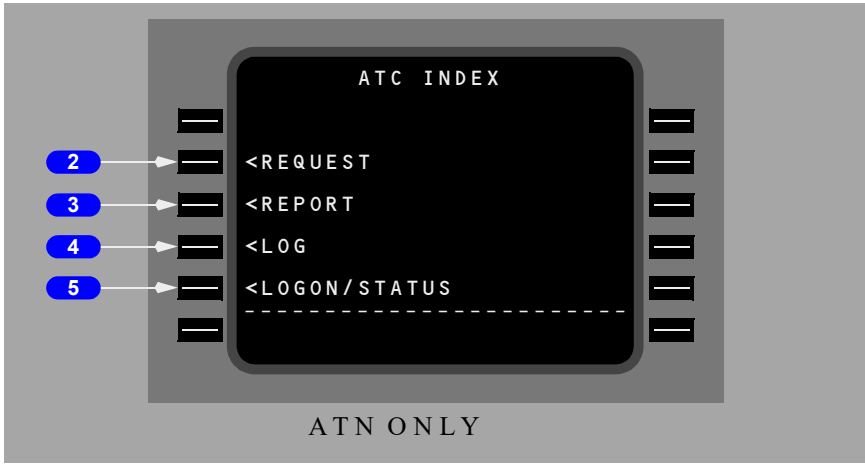 ATC INDEX
2 <REQUEST
3 <REPORT
4 <LOG
5 <LOGON/STATUS
------------------------
ATN ONLY